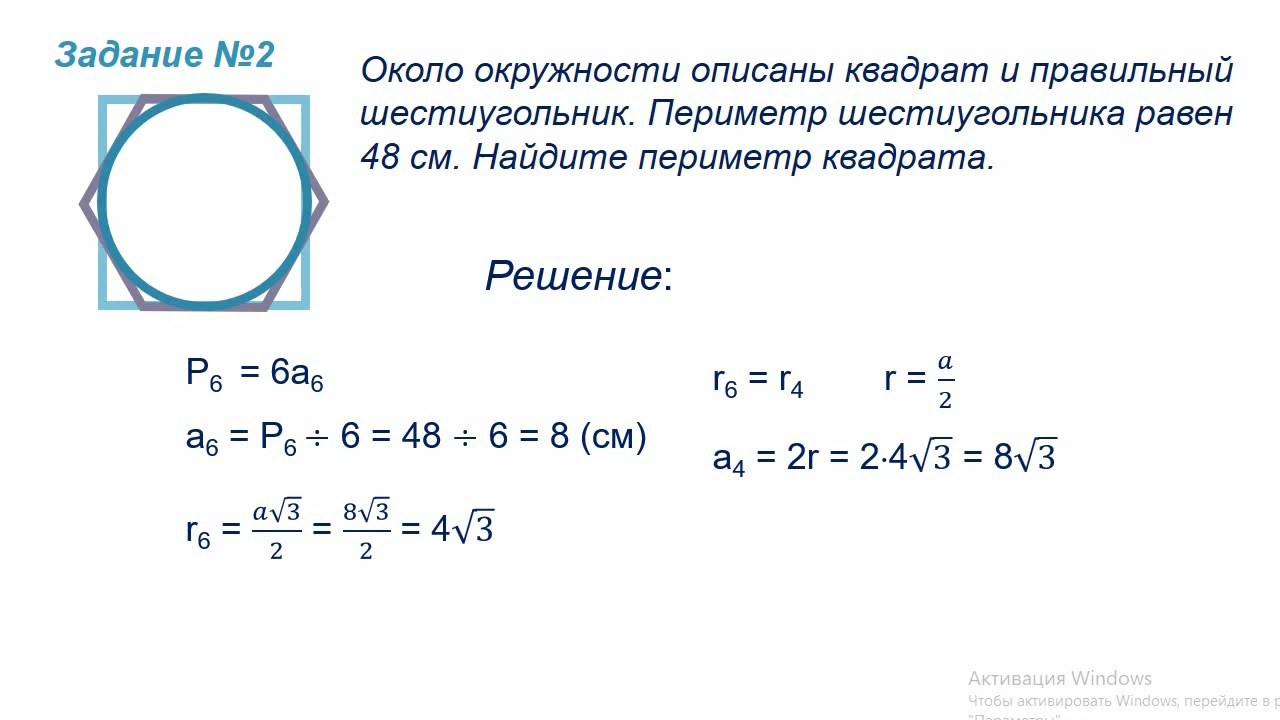 Задание №2
Около окружности описаны квадрат и правильный
шестиугольник. Периметр шестиугольника равен
48 см. Найдите периметр квадрата.
Решение:
P₆ = 6a₆
a₆ = P₆ ÷ 6 = 48 ÷ 6 = 8 (см)
r₆ = a√3/2 = 8√3/2 = 4√3
r₆ = r₄ r = a/2
a₄ = 2r = 2·4√3 = 8√3
Активация Windows
Чтобы активировать Windows, перейдите в р
"Параметры"